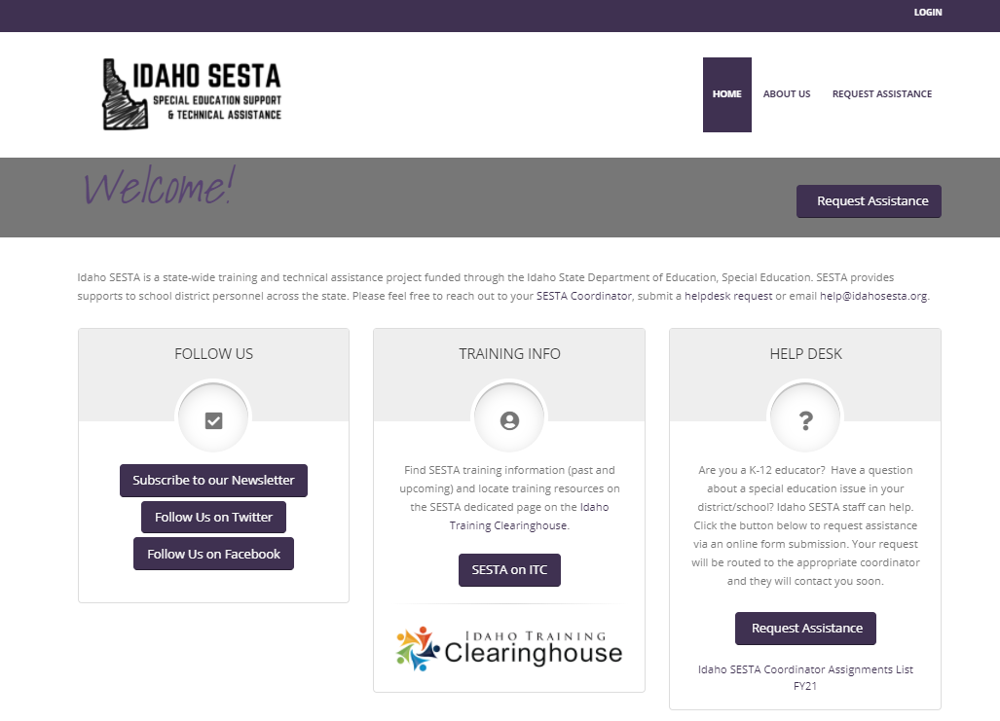 LOGIN
IDAHO SESTA
SPECIAL EDUCATION SUPPORT
& TECHNICAL ASSISTANCE
HOME
ABOUT US
REQUEST ASSISTANCE
Welcome!
Request Assistance
Idaho SESTA is a state-wide training and technical assistance project funded through the Idaho State Department of Education, Special Education. SESTA provides
supports to school district personnel across the state. Please feel free to reach out to your SESTA Coordinator, submit a helpdesk request or email help@idahosesta.org.
FOLLOW US
Subscribe to our Newsletter
Follow Us on Twitter
Follow Us on Facebook
TRAINING INFO
Find SESTA training information (past and
upcoming) and locate training resources on
the SESTA dedicated page on the Idaho
Training Clearinghouse.
SESTA on ITC
IDAHO TRAINING
Clearinghouse
HELP DESK
?
Are you a K-12 educator?  Have a question
about a special education issue in your
district/school? Idaho SESTA staff can help.
Click the button below to request assistance
via an online form submission. Your request
will be routed to the appropriate coordinator
and they will contact you soon.
Request Assistance
Idaho SESTA Coordinator Assignments List
FY21